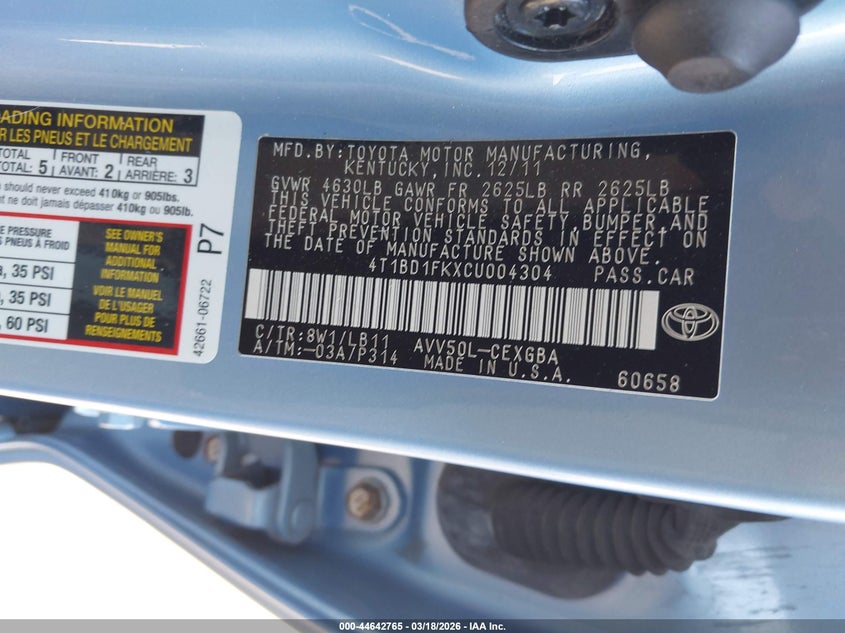 LOADING INFORMATION
LES PNEUS ET LE CHARGEMENT
TOTAL 5 FRONT 2 REAR 3
TOTAL: AVANT: ARRIÈRE:
should never exceed 410kg or 905lbs.
ne doit jamais dépasser 410kg ou 905lb.
PRESSURE
PNEUS À FROID
35 PSI
35 PSI
60 PSI
SEE OWNER'S
MANUAL FOR
ADDITIONAL
INFORMATION
VOIR LE MANUEL
DE L'USAGER
POUR PLUS DE
RENSEIGNEMENTS
P7
42661-06722
MFD.BY:TOYOTA MOTOR MANUFACTURING,
KENTUCKY,INC.12/11
GVWR 4630LB GAWR FR 2625LB RR 2625LB
THIS VEHICLE CONFORMS TO ALL APPLICABLE
FEDERAL MOTOR VEHICLE SAFETY,BUMPER,AND
THEFT PREVENTION STANDARDS IN EFFECT ON
THE DATE OF MANUFACTURE SHOWN ABOVE.
4T1BD1FKXCU004304 PASS.CAR
C/TR:8W1/LB11 AVV50L-CEXGBA
A/TM:-03A/P314 MADE IN U.S.A.
60658
000-44642765 - 03/18/2026 - IAA Inc.